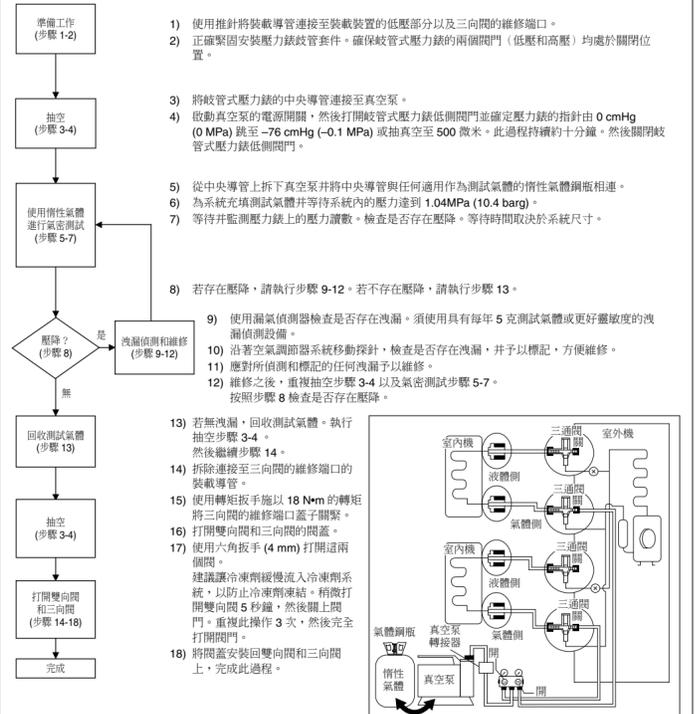 準備工作
(步驟 1-2)
1) 使用推針將裝載導管連接至裝載裝置的低壓部分以及三向閥的維修端口。
2) 正確緊固安裝壓力錶歧管套件。確保岐管式壓力錶的兩個閥門（低壓和高壓）均處於關閉位
置。
抽空
(步驟 3-4)
3) 將岐管式壓力錶的中央導管連接至真空泵。
4) 啟動真空泵的電源開關，然後打開岐管式壓力錶低側閥門並確定壓力錶的指針由 0 cmHg
(0 MPa) 跳至 –76 cmHg (–0.1 MPa) 或抽真空至 500 微米。此過程持續約十分鐘。然後關閉歧
管式壓力錶低側閥門。
使用惰性氣體
進行氣密測試
(步驟 5-7)
5) 從中央導管上拆下真空泵并將中央導管與任何適用作為測試氣體的惰性氣體鋼瓶相連。
6) 為系統充填測試氣體并等待系統內的壓力達到 1.04MPa (10.4 barg)。
7) 等待并監測壓力錶上的壓力讀數。檢查是否存在壓降。等待時間取決於系統尺寸。
壓降？
(步驟 8)
是
無
洩漏偵測和維修
(步驟 9-12)
8) 若存在壓降，請執行步驟 9-12。若不存在壓降，請執行步驟 13。
9) 使用漏氣偵測器檢查是否存在洩漏。須使用具有每年 5 克測試氣體或更好靈敏度的洩
漏偵測設備。
10) 沿著空氣調節器系統移動探針，檢查是否存在洩漏，并予以標記，方便維修。
11) 應對所偵測和標記的任何洩漏予以維修。
12) 維修之後，重複抽空步驟 3-4 以及氣密測試步驟 5-7。
按照步驟 8 檢查是否存在壓降。
回收測試氣體
(步驟 13)
抽空
(步驟 3-4)
打開雙向閥
和三向閥
(步驟 14-18)
完成
13) 若無洩漏，回收測試氣體。執行
抽空步驟 3-4 。
然後繼續步驟 14。
14) 拆除連接至三向閥的維修端口的
裝載導管。
15) 使用轉矩扳手施以 18 N•m 的轉矩
將三向閥的維修端口蓋子關緊。
16) 打開雙向閥和三向閥的閥蓋。
17) 使用六角扳手 (4 mm) 打開這兩
個閥。
建議讓冷凍劑緩慢流入冷凍劑系
統，以防止冷凍劑凍結。稍微打
開雙向閥 5 秒鐘，然後關上閥
門。重複此操作 3 次，然後完全
打開閥門。
18) 將閥蓋安裝回雙向閥和三向閥
上，完成此過程。
室內機
三通閥
關
室外機
液體側
三通閥
關
氣體側
室內機
三通閥
關
液體側
三通閥
關
氣體側
氣體鋼瓶
真空泵
轉接器
開
惰性
氣體
真空泵
開